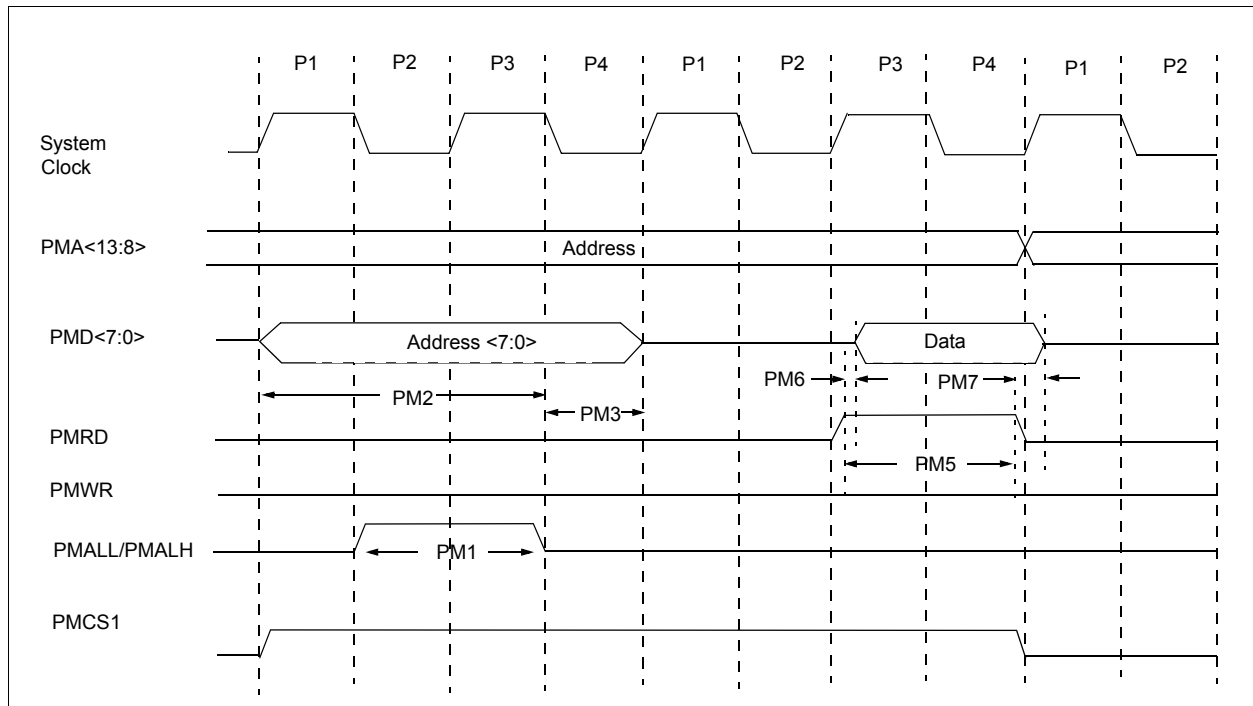 P1 P2 P3 P4 P1 P2 P3 P4 P1 P2
System
Clock
PMA<13:8>
Address
PMD<7:0>
Address <7:0>
Data
PM6
PM7
PM2
PM3
PMRD
PM5
PMWR
PMALL/PMALH
PM1
PMCS1